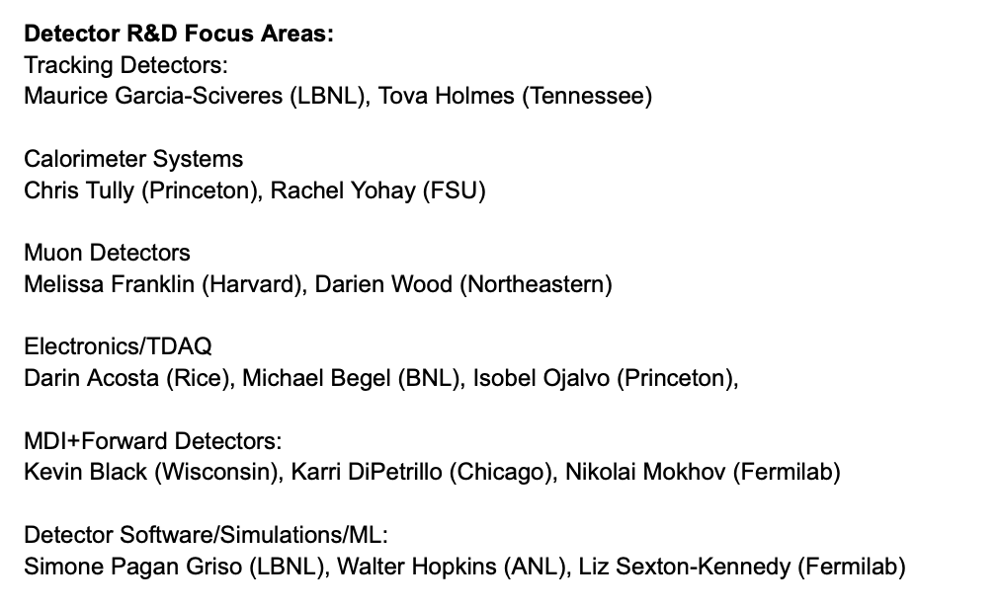 Detector R&D Focus Areas:
Tracking Detectors:
Maurice Garcia-Sciveres (LBNL), Tova Holmes (Tennessee)
Calorimeter Systems
Chris Tully (Princeton), Rachel Yohay (FSU)
Muon Detectors
Melissa Franklin (Harvard), Darien Wood (Northeastern)
Electronics/TDAQ
Darin Acosta (Rice), Michael Begel (BNL), Isobel Ojalvo (Princeton),
MDI+Forward Detectors:
Kevin Black (Wisconsin), Karri DiPetrillo (Chicago), Nikolai Mokhov (Fermilab)
Detector Software/Simulations/ML:
Simone Pagan Griso (LBNL), Walter Hopkins (ANL), Liz Sexton-Kennedy (Fermilab)